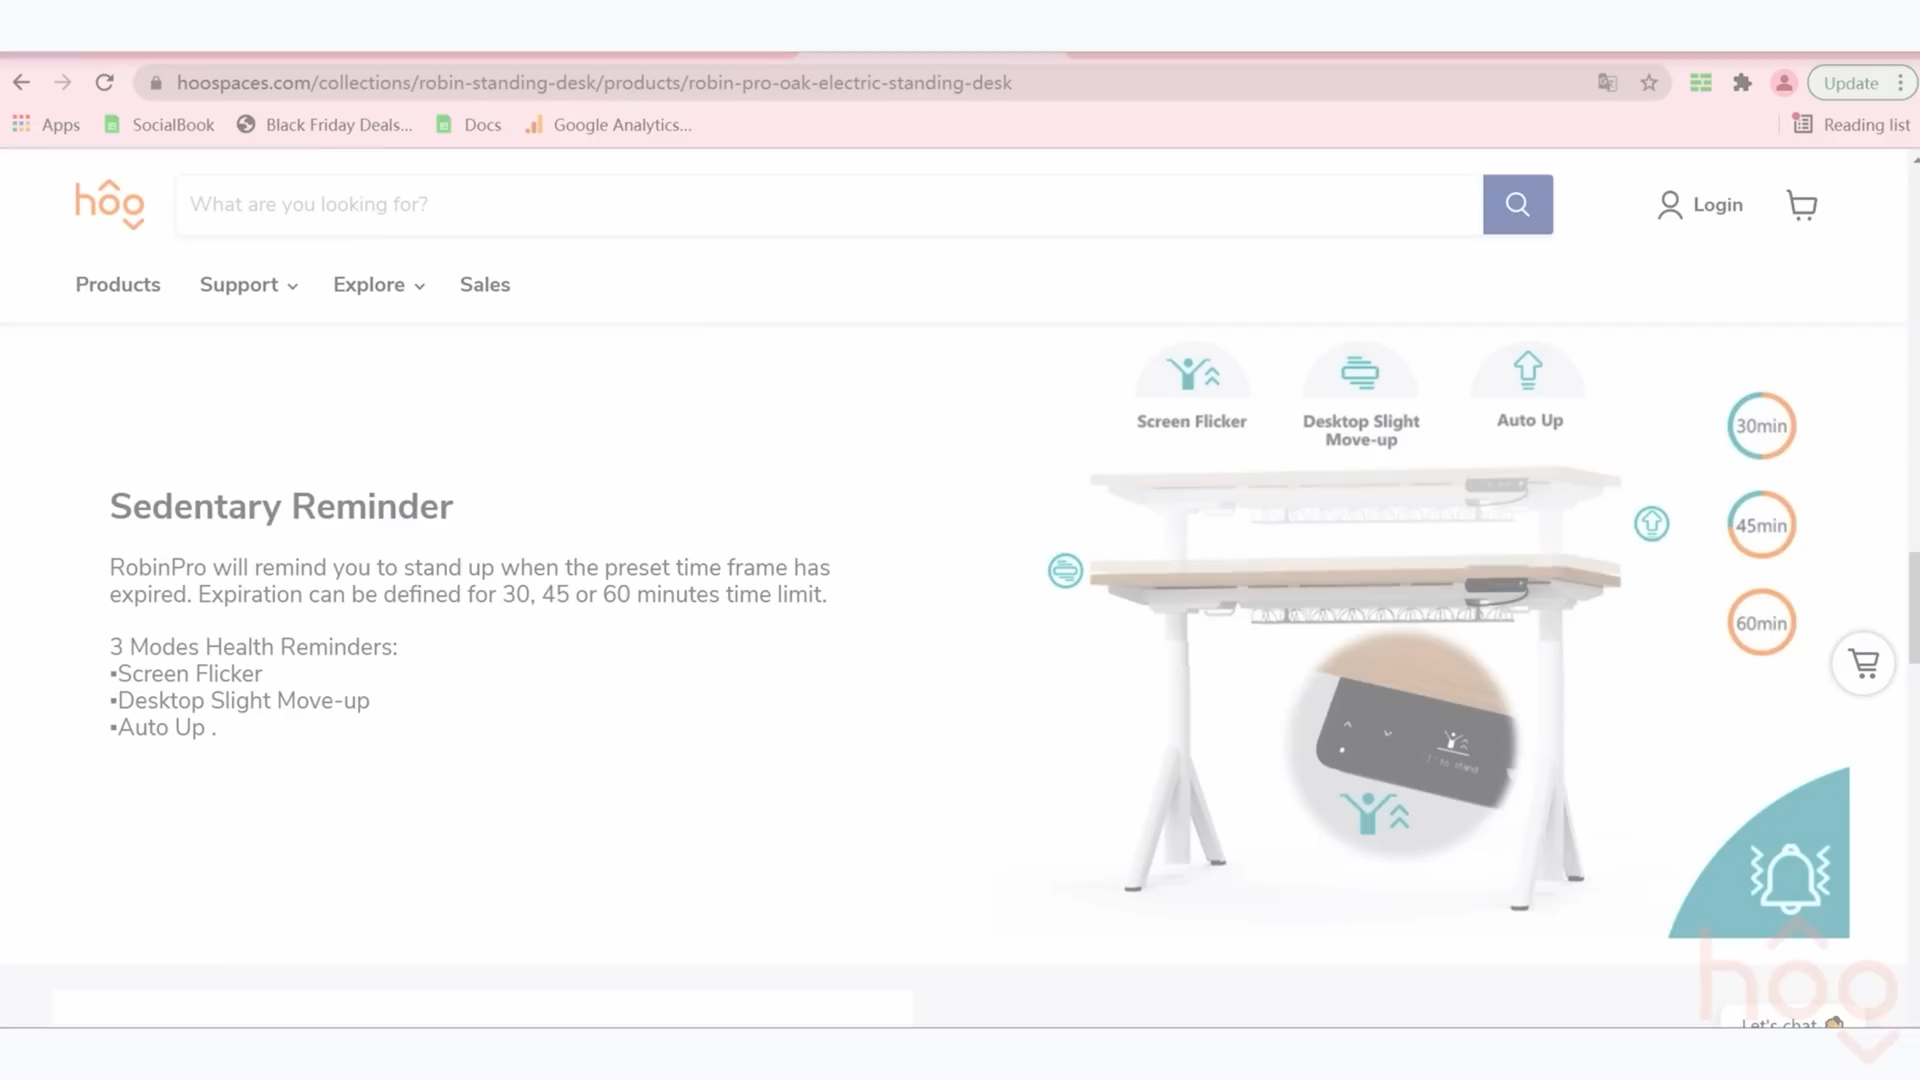 hoospaces.com/collections/robin-standing-desk/products/robin-pro-oak-electric-standing-desk
Update
Apps
SocialBook
Black Friday Deals...
Docs
Google Analytics...
Reading list
hoo
What are you looking for?
Login
Products
Support
Explore
Sales
Screen Flicker
Desktop Slight
Move-up
Auto Up
30min
45min
60min
Sedentary Reminder
RobinPro will remind you to stand up when the preset time frame has
expired. Expiration can be defined for 30, 45 or 60 minutes time limit.
3 Modes Health Reminders:
▪Screen Flicker
▪Desktop Slight Move-up
▪Auto Up .
to stand
hoo
Let's chat